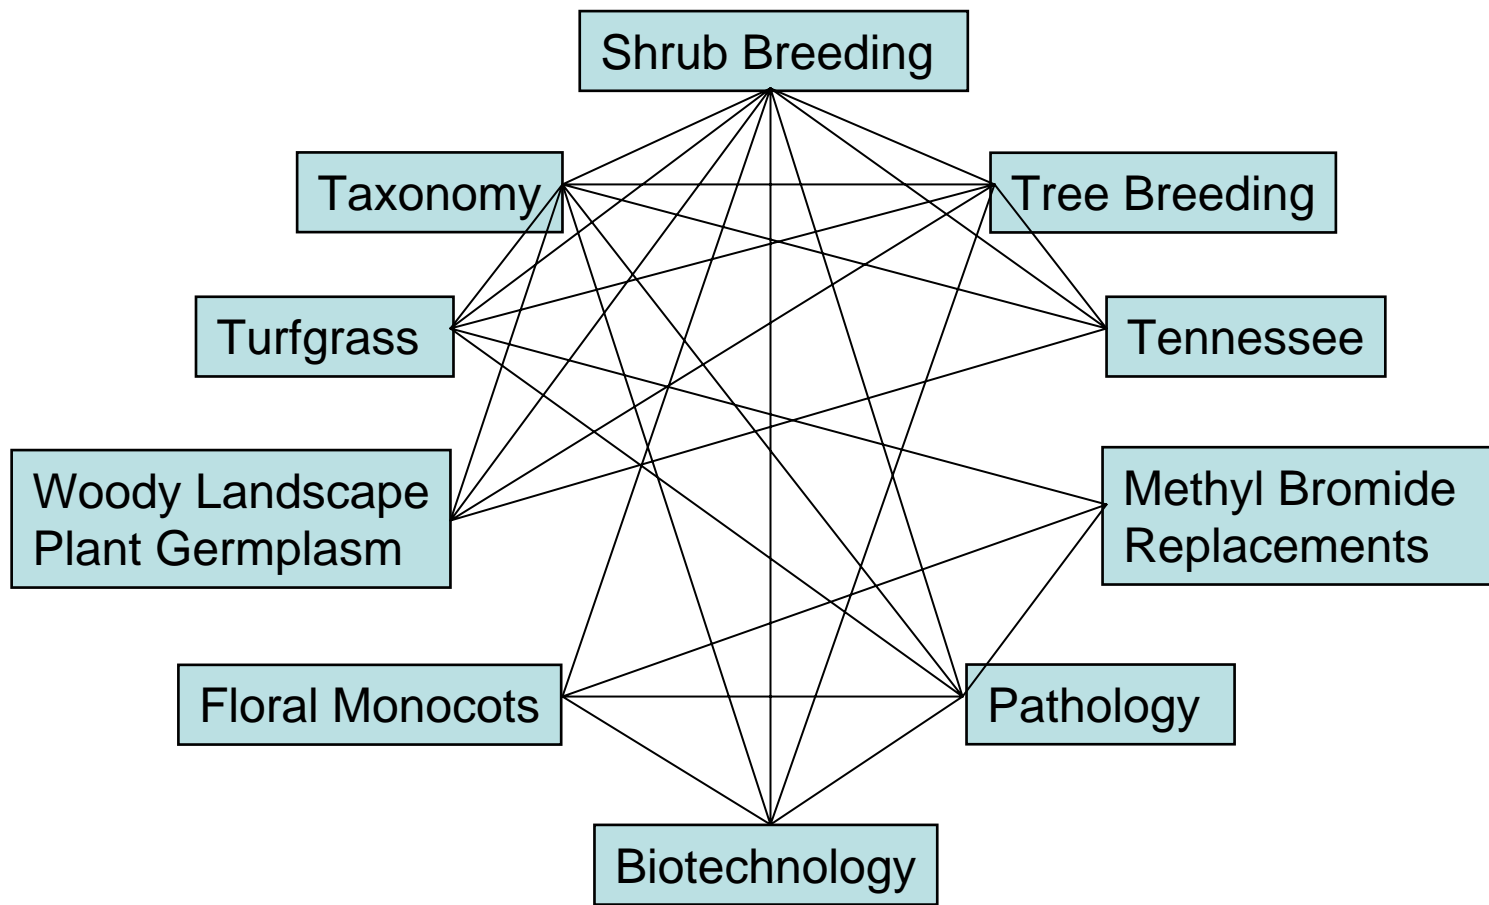 Shrub Breeding
Taxonomy
Tree Breeding
Turfgrass
Tennessee
Woody Landscape
Plant Germplasm
Methyl Bromide
Replacements
Floral Monocots
Pathology
Biotechnology